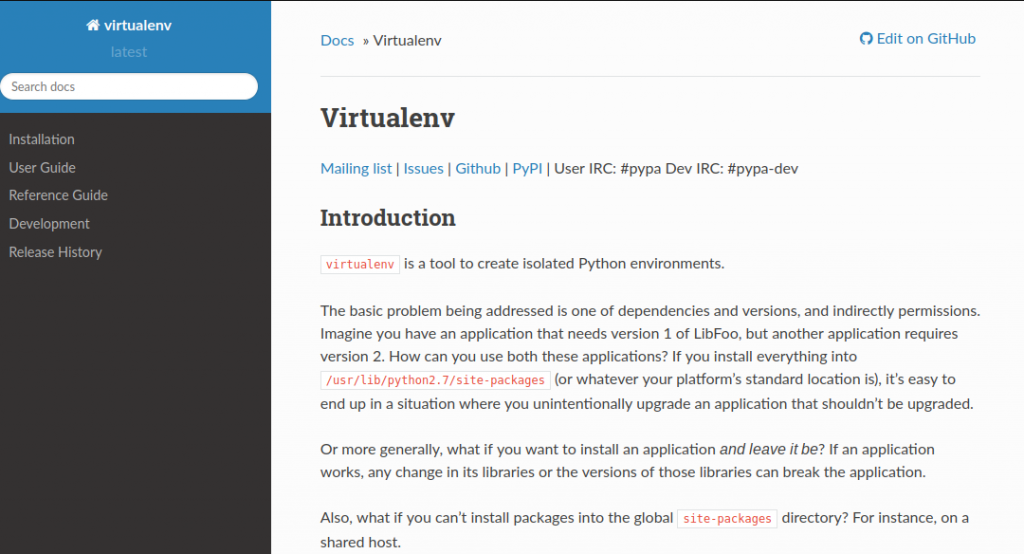 virtualenv
latest
Search docs
Installation
User Guide
Reference Guide
Development
Release History
Docs » Virtualenv
Edit on GitHub
Virtualenv
Mailing list | Issues | Github | PyPI | User IRC: #pypa Dev IRC: #pypa-dev
Introduction
virtualenv is a tool to create isolated Python environments.
The basic problem being addressed is one of dependencies and versions, and indirectly permissions.
Imagine you have an application that needs version 1 of LibFoo, but another application requires
version 2. How can you use both these applications? If you install everything into
/usr/lib/python2.7/site-packages (or whatever your platform’s standard location is), it’s easy to
end up in a situation where you unintentionally upgrade an application that shouldn’t be upgraded.
Or more generally, what if you want to install an application and leave it be? If an application
works, any change in its libraries or the versions of those libraries can break the application.
Also, what if you can’t install packages into the global site-packages directory? For instance, on a
shared host.